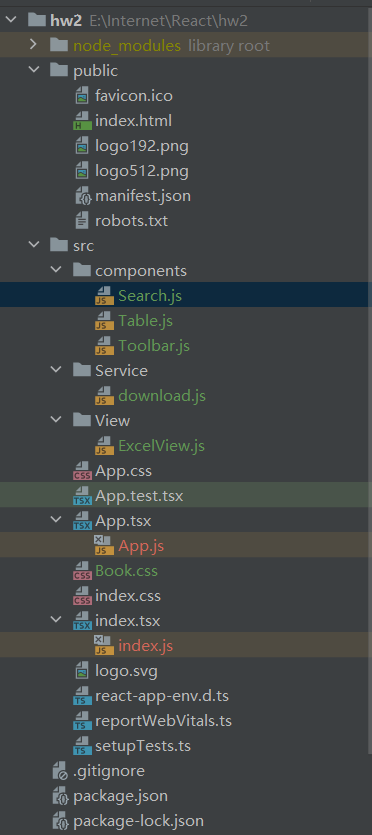 hw2 E:\Internet\React\hw2
node_modules library root
public
favicon.ico
index.html
logo192.png
logo512.png
manifest.json
robots.txt
src
components
Search.js
Table.js
Toolbar.js
Service
download.js
View
ExcelView.js
App.css
App.test.tsx
App.tsx
App.js
Book.css
index.css
index.tsx
index.js
logo.svg
react-app-env.d.ts
reportWebVitals.ts
setupTests.ts
.gitignore
package.json
package-lock.json